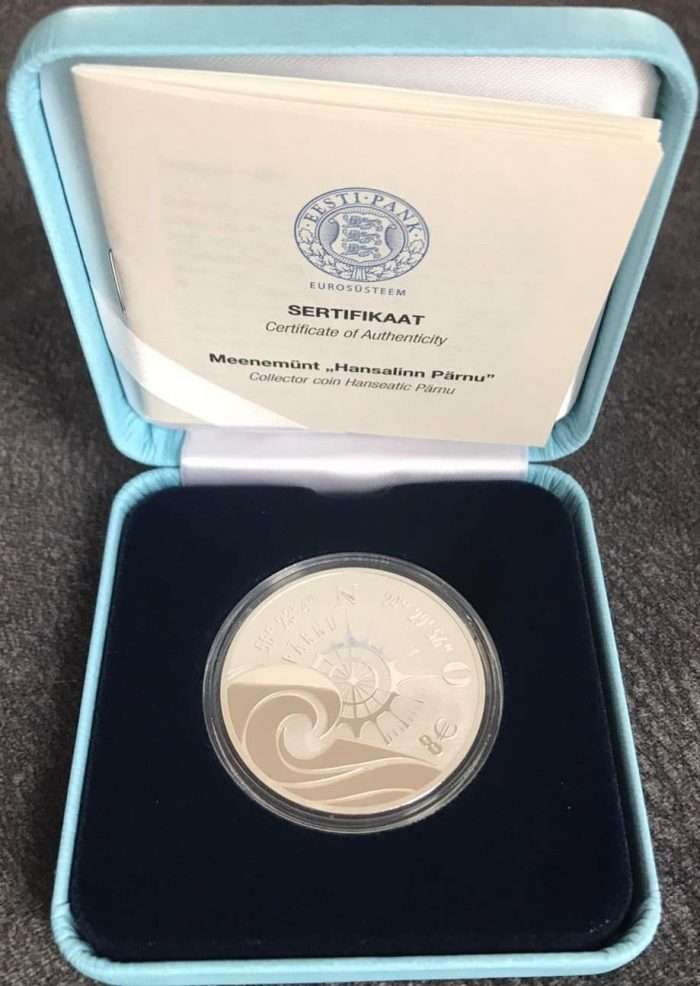 EESTI · PANK ·
EUROSÜSTEEM
SERTIFIKAAT
Certificate of Authenticity
Meenemünt „Hansalinn Pärnu”
Collector coin Hanseatic Pärnu
N
O
8€